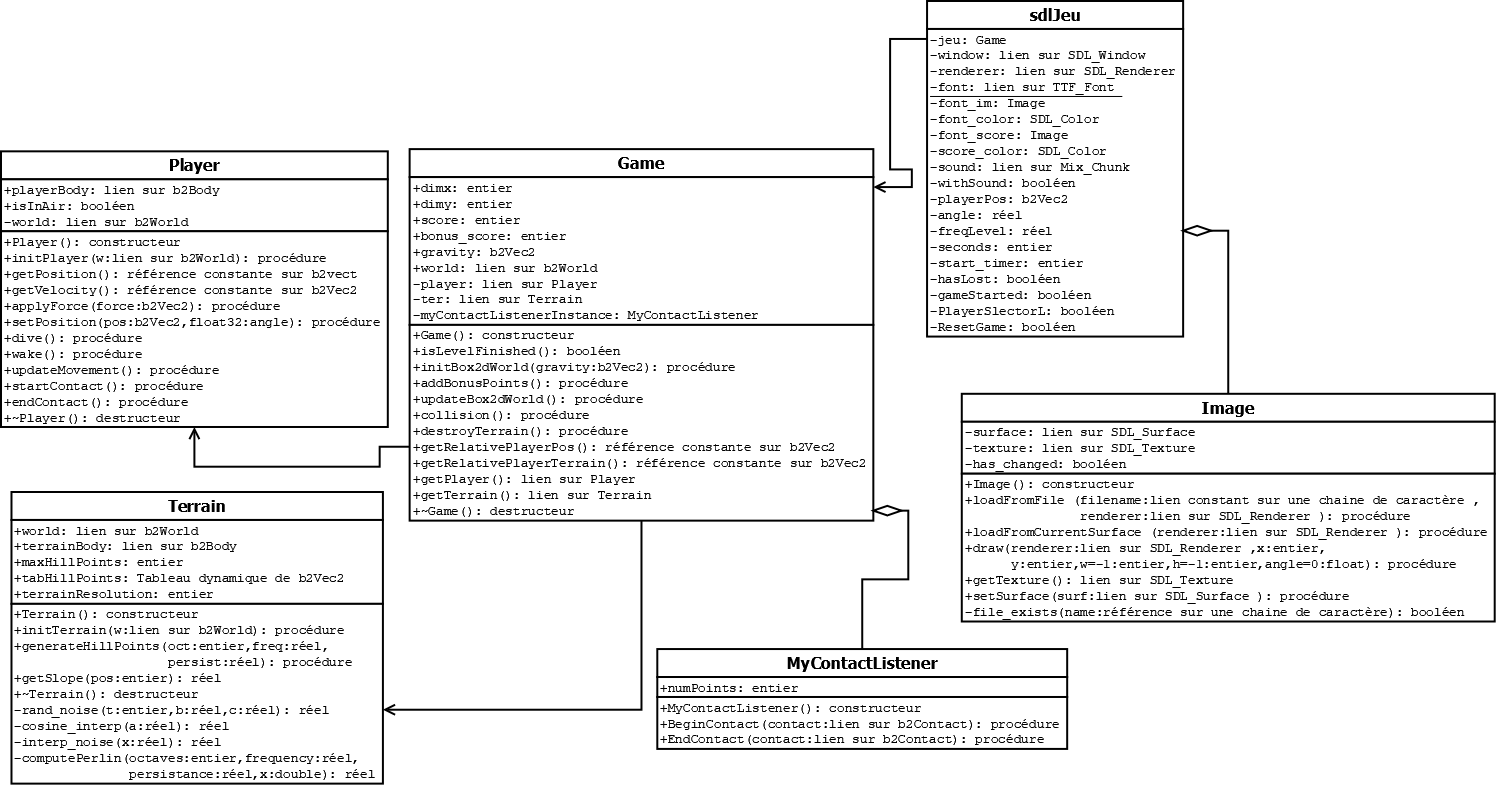 sdlJeu
-jeu: Game
-window: lien sur SDL_Window
-renderer: lien sur SDL_Renderer
-font: lien sur TTF_Font
-font_im: Image
-font_color: SDL_Color
-font_score: Image
-score_color: SDL_Color
-sound: lien sur Mix_Chunk
-withSound: booléen
-playerPos: b2Vec2
-angle: réel
-freqLevel: réel
-seconds: entier
-start_timer: entier
-hasLost: booléen
-gameStarted: booléen
-PlayerSlectorL: booléen
-ResetGame: booléen
Player
+playerBody: lien sur b2Body
+isInAir: booléen
-world: lien sur b2World
+Player(): constructeur
+initPlayer(w:lien sur b2World): procédure
+getPosition(): référence constante sur b2vect
+getVelocity(): référence constante sur b2Vec2
+applyForce(force:b2Vec2): procédure
+setPosition(pos:b2Vec2,float32:angle): procédure
+dive(): procédure
+wake(): procédure
+updateMovement(): procédure
+startContact(): procédure
+endContact(): procédure
+~Player(): destructeur
Game
+dimx: entier
+dimy: entier
+score: entier
+bonus_score: entier
+gravity: b2Vec2
+world: lien sur b2World
-player: lien sur Player
-ter: lien sur Terrain
-myContactListenerInstance: MyContactListener
+Game(): constructeur
+isLevelFinished(): booléen
+initBox2dWorld(gravity:b2Vec2): procédure
+addBonusPoints(): procédure
+updateBox2dWorld(): procédure
+collision(): procédure
+destroyTerrain(): procédure
+getRelativePlayerPos(): référence constante sur b2Vec2
+getRelativePlayerTerrain(): référence constante sur b2Vec2
+getPlayer(): lien sur Player
+getTerrain(): lien sur Terrain
+~Game(): destructeur
Image
-surface: lien sur SDL_Surface
-texture: lien sur SDL_Texture
-has_changed: booléen
+Image(): constructeur
+loadFromFile (filename:lien constant sur une chaine de caractère ,
renderer:lien sur SDL_Renderer ): procédure
+loadFromCurrentSurface (renderer:lien sur SDL_Renderer ): procédure
+draw(renderer:lien sur SDL_Renderer ,x:entier,
y:entier,w=-1:entier,h=-1:entier,angle=0:float): procédure
+getTexture(): lien sur SDL_Texture
+setSurface(surf:lien sur SDL_Surface ): procédure
-file_exists(name:référence sur une chaine de caractère): booléen
Terrain
+world: lien sur b2World
+terrainBody: lien sur b2Body
+maxHillPoints: entier
+tabHillPoints: Tableau dynamique de b2Vec2
+terrainResolution: entier
+Terrain(): constructeur
+initTerrain(w:lien sur b2World): procédure
+generateHillPoints(oct:entier,freq:réel,
persist:réel): procédure
+getSlope(pos:entier): réel
+~Terrain(): destructeur
-rand_noise(t:entier,b:réel,c:réel): réel
-cosine_interp(a:réel): réel
-interp_noise(x:réel): réel
-computePerlin(octaves:entier,frequency:réel,
persistance:réel,x:double): réel
MyContactListener
+numPoints: entier
+MyContactListener(): constructeur
+BeginContact(contact:lien sur b2Contact): procédure
+EndContact(contact:lien sur b2Contact): procédure